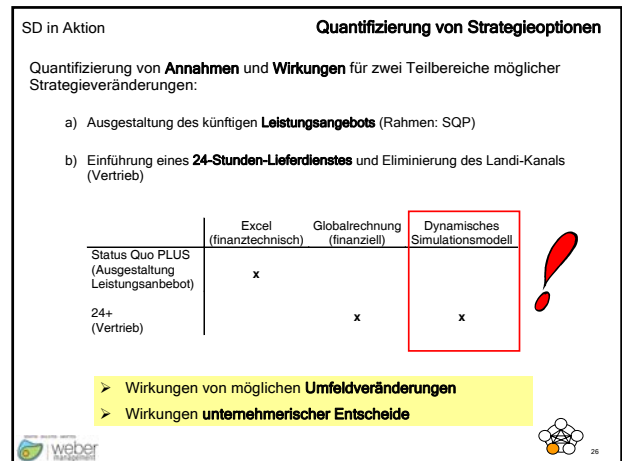 SD in Aktion
Quantifizierung von Strategieoptionen
Quantifizierung von Annahmen und Wirkungen für zwei Teilbereiche möglicher
Strategieveränderungen:
a) Ausgestaltung des künftigen Leistungsangebots (Rahmen: SQP)
b) Einführung eines 24-Stunden-Lieferdienstes und Eliminierung des Landi-Kanals
(Vertrieb)
Excel
(finanztechnisch)
Globalrechnung
(finanziell)
Dynamisches
Simulationsmodell
Status Quo PLUS
(Ausgestaltung
Leistungsanbebot)
x
24+
(Vertrieb)
x x
➢ Wirkungen von möglichen Umfeldveränderungen
➢ Wirkungen unternehmerischer Entscheide
weber
management
26